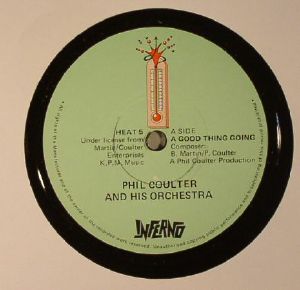 HEAT 5
Under license from
Martin/Coulter
Enterprises
K.P.M. Music
A SIDE
A GOOD THING GOING
Composer:
B. Martin/P. Coulter
A Phil Coulter Production
PHIL COULTER
AND HIS ORCHESTRA
INFERNO